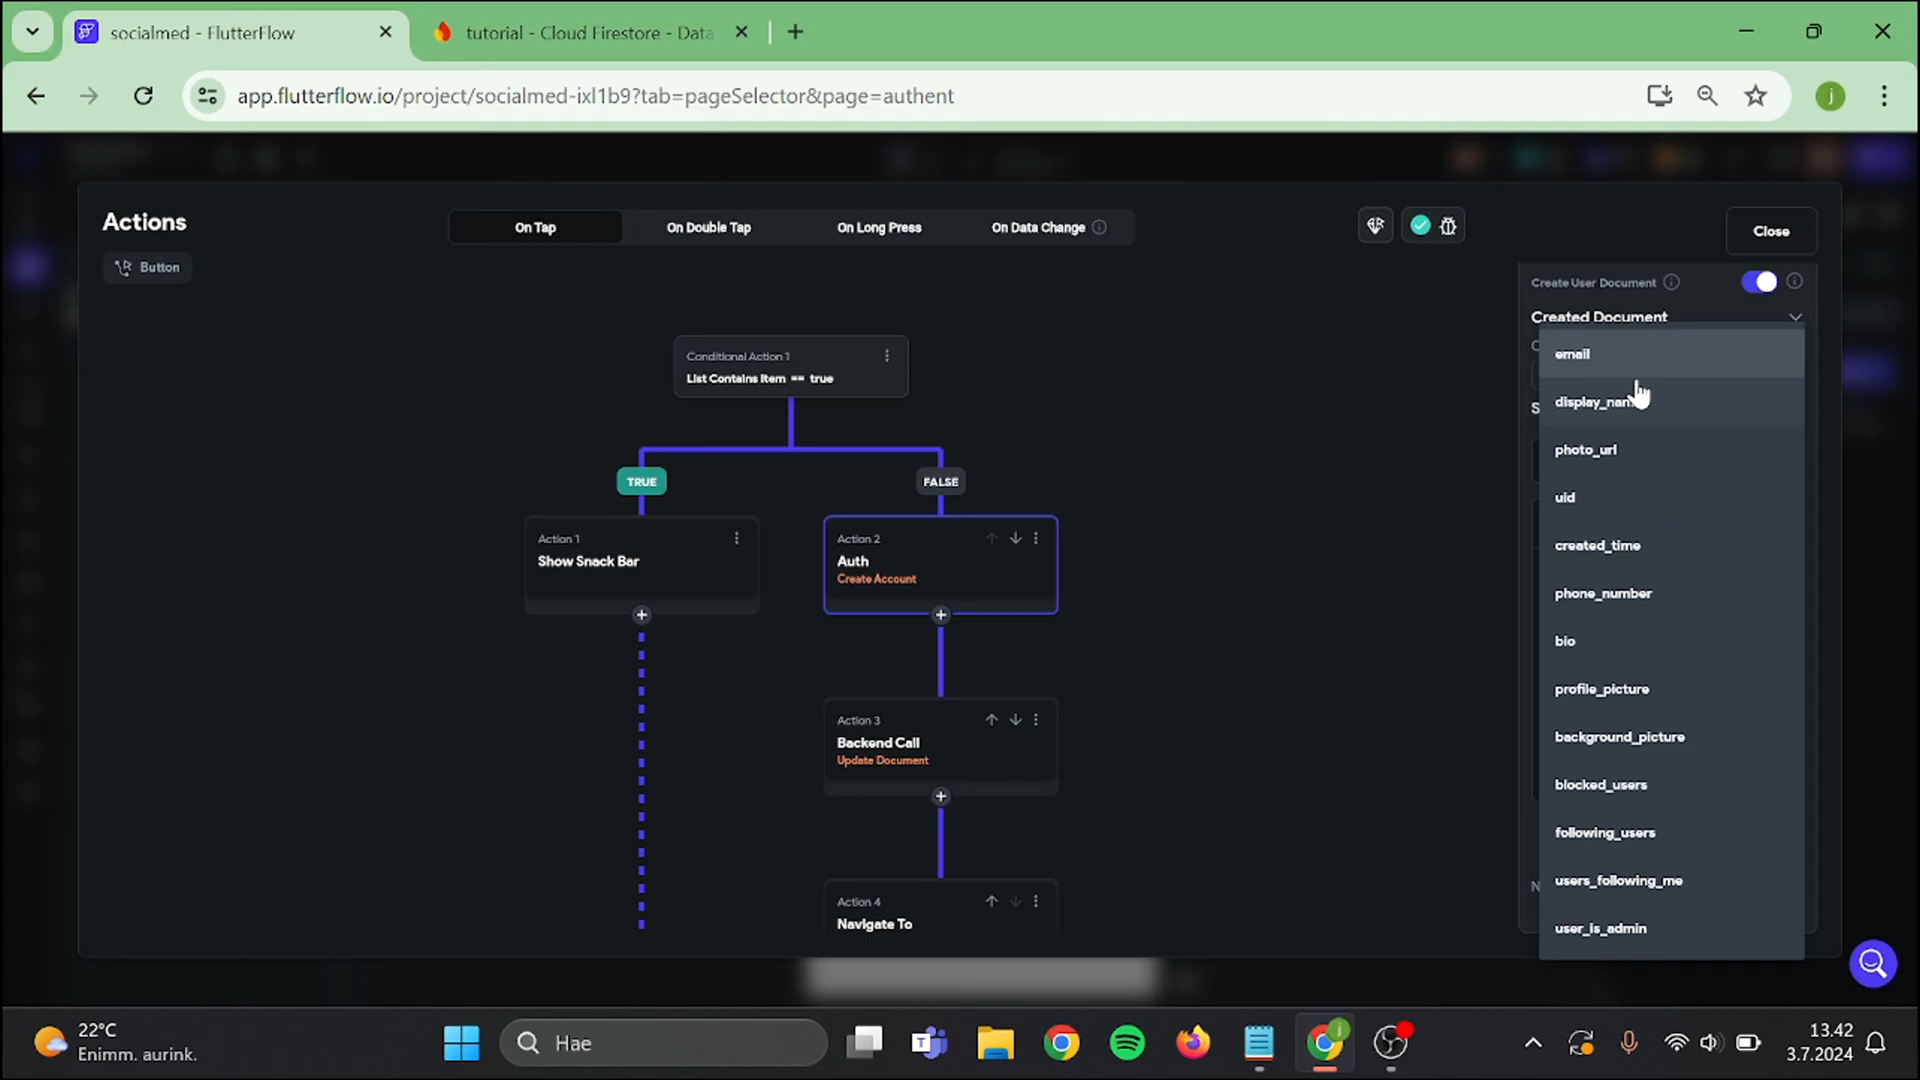 socialmed - FlutterFlow
tutorial - Cloud Firestore - Data
app.flutterflow.io/project/socialmed-ixl1b9?tab=pageSelector&page=authent
j
Actions
Button
On Tap
On Double Tap
On Long Press
On Data Change
Close
Create User Document
Created Document
Conditional Action 1
List Contains Item == true
TRUE
FALSE
Action 1
Show Snack Bar
Action 2
Auth
Create Account
Action 3
Backend Call
Update Document
Action 4
Navigate To
email
photo_url
uid
created_time
phone_number
bio
profile_picture
background_picture
blocked_users
following_users
users_following_me
user_is_admin
22°C
Enimm. aurink.
Hae
13.42
3.7.2024